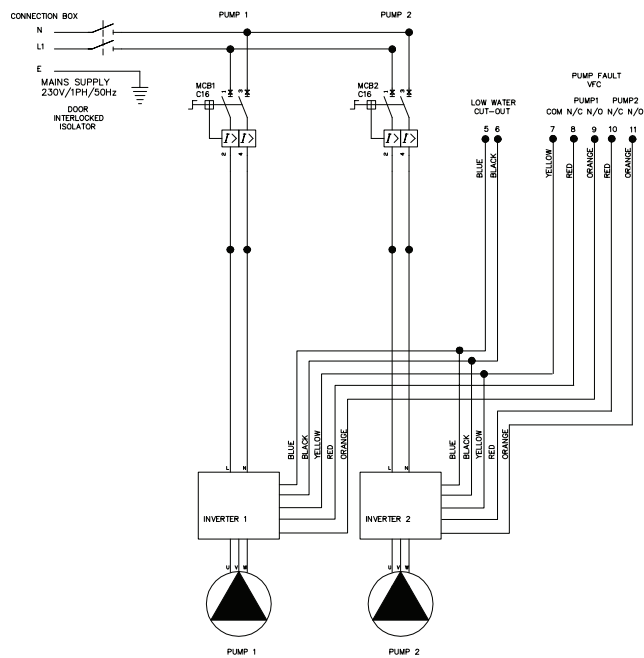 CONNECTION BOX
N
L1
E
MAINS SUPPLY
230V/1PH/50Hz
DOOR
INTERLOCKED
ISOLATOR
PUMP 1
PUMP 2
MCB1
C16
1
3
I>
I>
2
4
MCB2
C16
1
3
I>
I>
2
4
LOW WATER
CUT-OUT
5 6
BLUE
BLACK
PUMP FAULT
VFC
PUMP1 PUMP2
COM N/C N/O N/C N/O
7 8 9 10 11
YELLOW
RED
ORANGE
RED
ORANGE
L N
BLUE
BLACK
YELLOW
RED
ORANGE
L N
BLUE
BLACK
YELLOW
RED
ORANGE
INVERTER 1
INVERTER 2
U V W
U V W
PUMP 1
PUMP 2